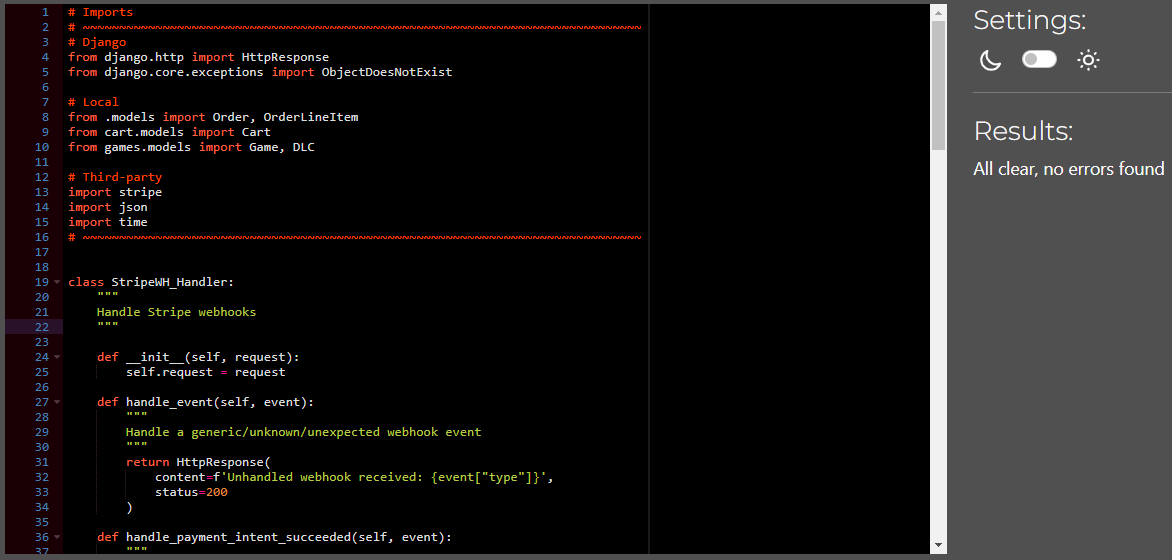 1 # Imports
2 # ~~~~~~~~~~~~~~~~~~~~~~~~~~~~~~~~~~~~~~~~~~~~~~~~~~~~~~~~~~~~~~~~~~~~~~~~~~~~~
3 # Django
4 from django.http import HttpResponse
5 from django.core.exceptions import ObjectDoesNotExist
6
7 # Local
8 from .models import Order, OrderLineItem
9 from cart.models import Cart
10 from games.models import Game, DLC
11
12 # Third-party
13 import stripe
14 import json
15 import time
16 # ~~~~~~~~~~~~~~~~~~~~~~~~~~~~~~~~~~~~~~~~~~~~~~~~~~~~~~~~~~~~~~~~~~~~~~~~~~~~~
17
18
19 class StripeWH_Handler:
20     """
21     Handle Stripe webhooks
22     """
23
24     def __init__(self, request):
25         self.request = request
26
27     def handle_event(self, event):
28         """
29         Handle a generic/unknown/unexpected webhook event
30         """
31         return HttpResponse(
32             content=f'Unhandled webhook received: {event["type"]}',
33             status=200
34         )
35
36     def handle_payment_intent_succeeded(self, event):
37         """
Settings:
Results:
All clear, no errors found